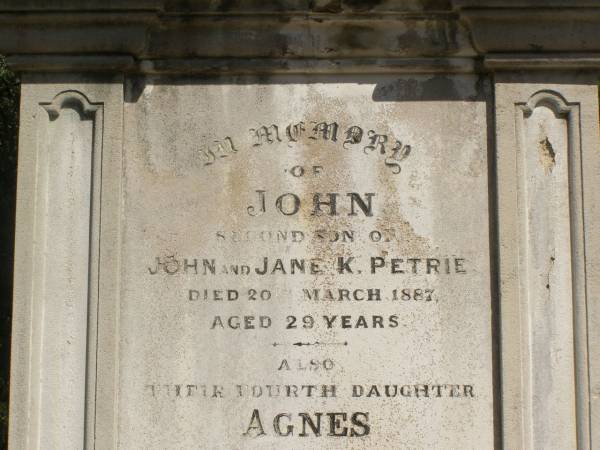 IN MEMORY
OF
JOHN
SECOND SON OF
JOHN AND JANE K. PETRIE
DIED 20TH MARCH 1887,
AGED 29 YEARS
ALSO
THEIR FOURTH DAUGHTER
AGNES